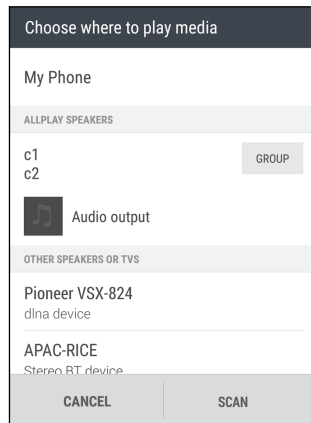 Choose where to play media
My Phone
ALLPLAY SPEAKERS
c1
GROUP
c2
Audio output
OTHER SPEAKERS OR TVS
Pioneer VSX-824
dlna device
APAC-RICE
Stereo BT device
CANCEL
SCAN